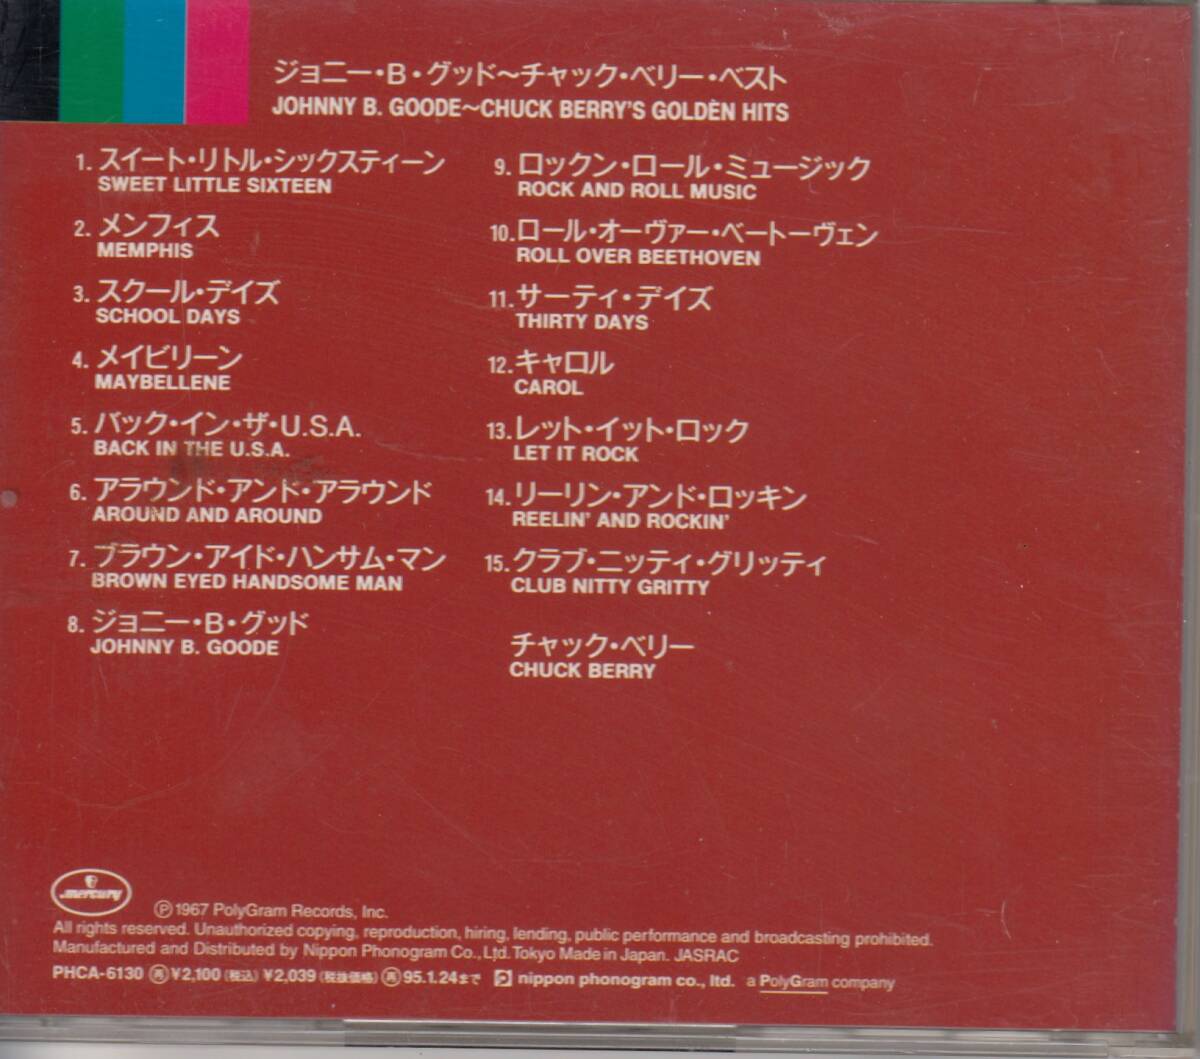 ジョニー・B・グッド〜チャック・ベリー・ベスト
JOHNNY B. GOODE〜CHUCK BERRY'S GOLDEN HITS
1. スイート・リトル・シックスティーン
SWEET LITTLE SIXTEEN
2. メンフィス
MEMPHIS
3. スクール・デイズ
SCHOOL DAYS
4. メイビリーン
MAYBELLENE
5. バック・イン・ザ・U.S.A.
BACK IN THE U.S.A.
6. アラウンド・アンド・アラウンド
AROUND AND AROUND
7. ブラウン・アイド・ハンサム・マン
BROWN EYED HANDSOME MAN
8. ジョニー・B・グッド
JOHNNY B. GOODE
9. ロックン・ロール・ミュージック
ROCK AND ROLL MUSIC
10. ロール・オーヴァー・ベートーヴェン
ROLL OVER BEETHOVEN
11. サーティ・デイズ
THIRTY DAYS
12. キャロル
CAROL
13. レット・イット・ロック
LET IT ROCK
14. リーリン・アンド・ロッキン
REELIN' AND ROCKIN'
15. クラブ・ニッティ・グリッティ
CLUB NITTY GRITTY
チャック・ベリー
CHUCK BERRY
mercury
Ⓟ1967 PolyGram Records, Inc.
All rights reserved. Unauthorized copying, reproduction, hiring, lending, public performance and broadcasting prohibited.
Manufactured and Distributed by Nippon Phonogram Co., Ltd. Tokyo Made in Japan. JASRAC
PHCA-6130 ㊢¥2,100(税込)¥2,039(税抜価格)㊢95.1.24まで nippon phonogram co., ltd. a PolyGram company